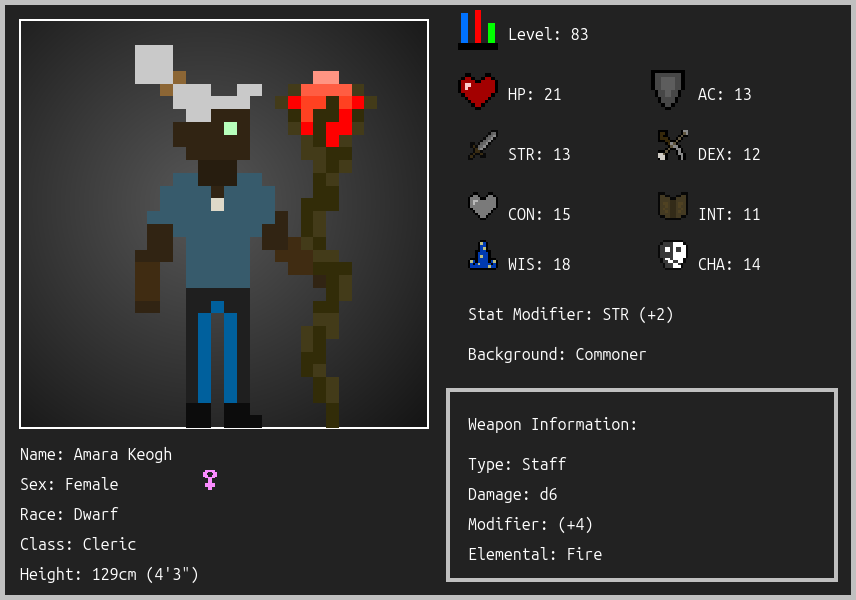 Level: 83
HP: 21
AC: 13
STR: 13
DEX: 12
CON: 15
INT: 11
WIS: 18
CHA: 14
Stat Modifier: STR (+2)
Background: Commoner
Weapon Information:
Type: Staff
Damage: d6
Modifier: (+4)
Elemental: Fire
Name: Amara Keogh
Sex: Female
Race: Dwarf
Class: Cleric
Height: 129cm (4'3")